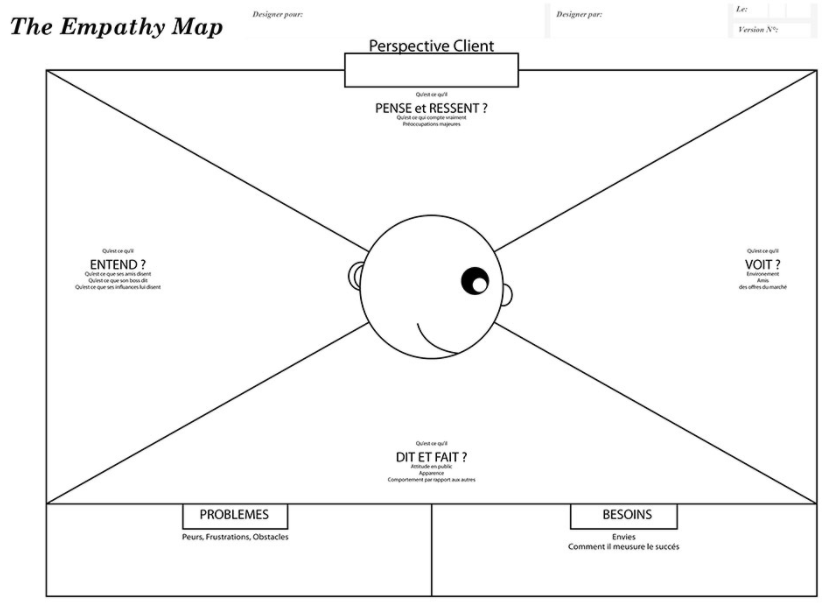 The Empathy Map
Designer pour:
Designer par:
Le:
Version N°:
Perspective Client
Qu'est ce qu'il
PENSE et RESSENT ?
Qu'est ce qui compte vraiment
Préoccupations majeures
Qu'est ce qu'il
ENTEND ?
Qu'est ce que ses amis disent
Qu'est ce que son boss dit
Qu'est ce que ses influances lui disent
Qu'est ce qu'il
VOIT ?
Environement
Amis
des offres du marché
Qu'est ce qu'il
DIT ET FAIT ?
Attitude en public
Apparence
Comportement par rapport aux autres
PROBLEMES
Peurs, Frustrations, Obstacles
BESOINS
Envies
Comment il meusure le succés